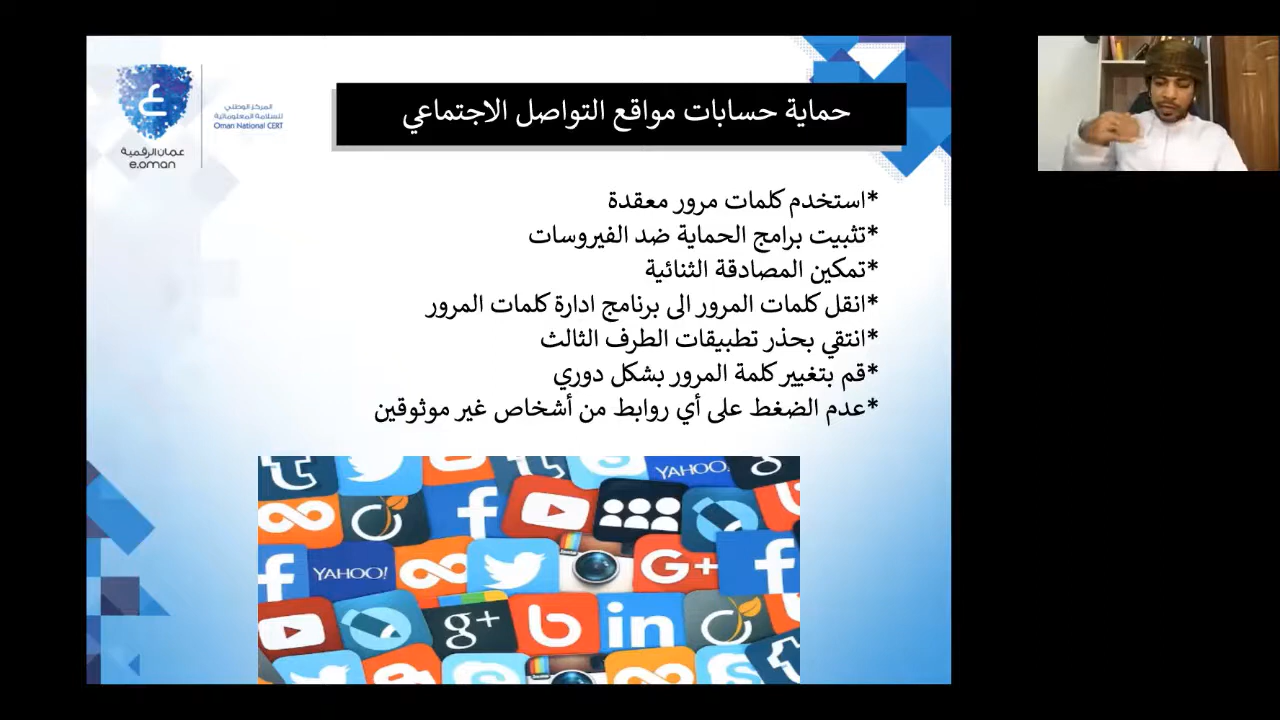 حماية حسابات مواقع التواصل الاجتماعي
المركز الوطني
للسلامة المعلوماتية
Oman National CERT
عمان الرقمية
e.oman
*استخدم كلمات مرور معقدة
*تثبيت برامج الحماية ضد الفيروسات
*تمكين المصادقة الثنائية
*انقل كلمات المرور الى برنامج ادارة كلمات المرور
*انتقي بحذر تطبيقات الطرف الثالث
*قم بتغيير كلمة المرور بشكل دوري
*عدم الضغط على أي روابط من أشخاص غير موثوقين
YAHOO!
G+
YAHOO!
g+
in